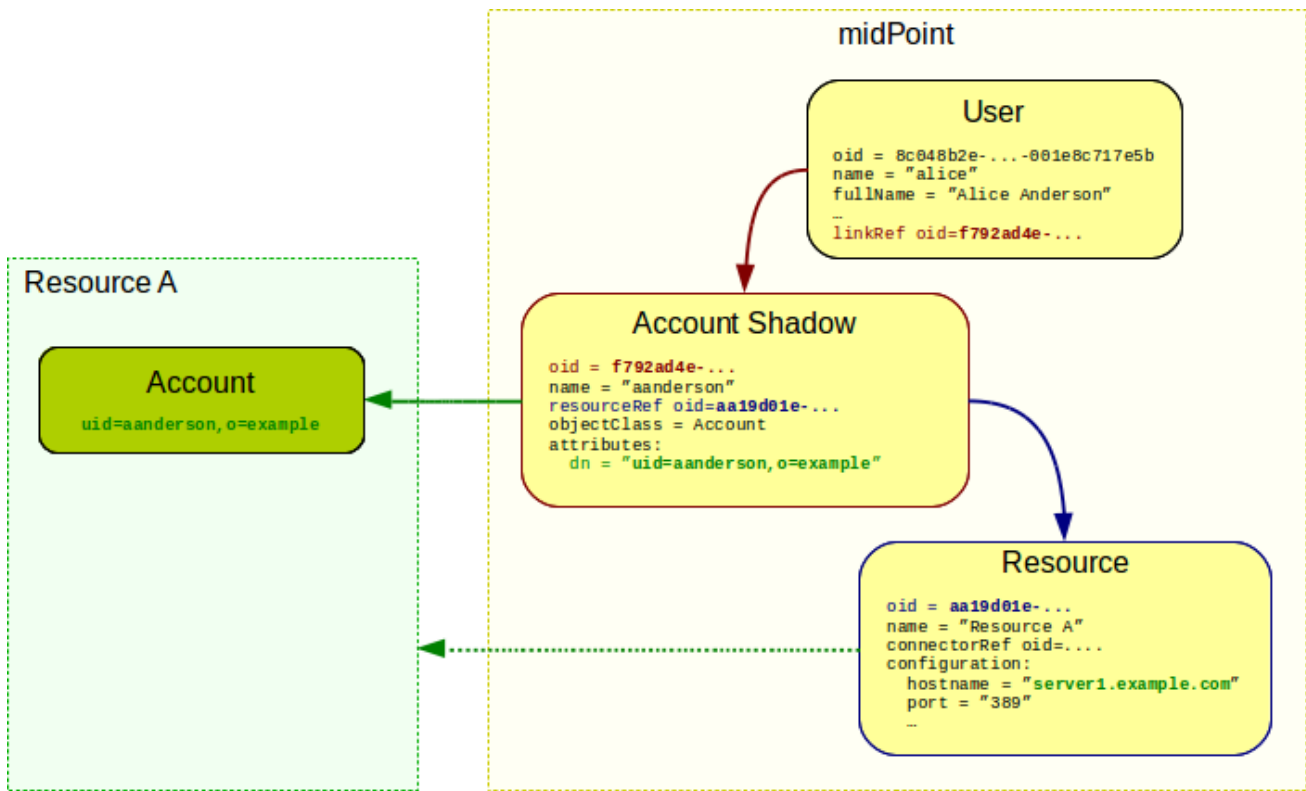 midPoint
User
oid = 8c048b2e-...-001e8c717e5b
name = "alice"
fullName = "Alice Anderson"
…
linkRef oid=f792ad4e-...
Resource A
Account
uid=aanderson,o=example
Account Shadow
oid = f792ad4e-...
name = "aanderson"
resourceRef oid=aa19d01e-...
objectClass = Account
attributes:
dn = "uid=aanderson,o=example"
Resource
oid = aa19d01e-...
name = "Resource A"
connectorRef oid=....
configuration:
hostname = "server1.example.com"
port = "389"
…